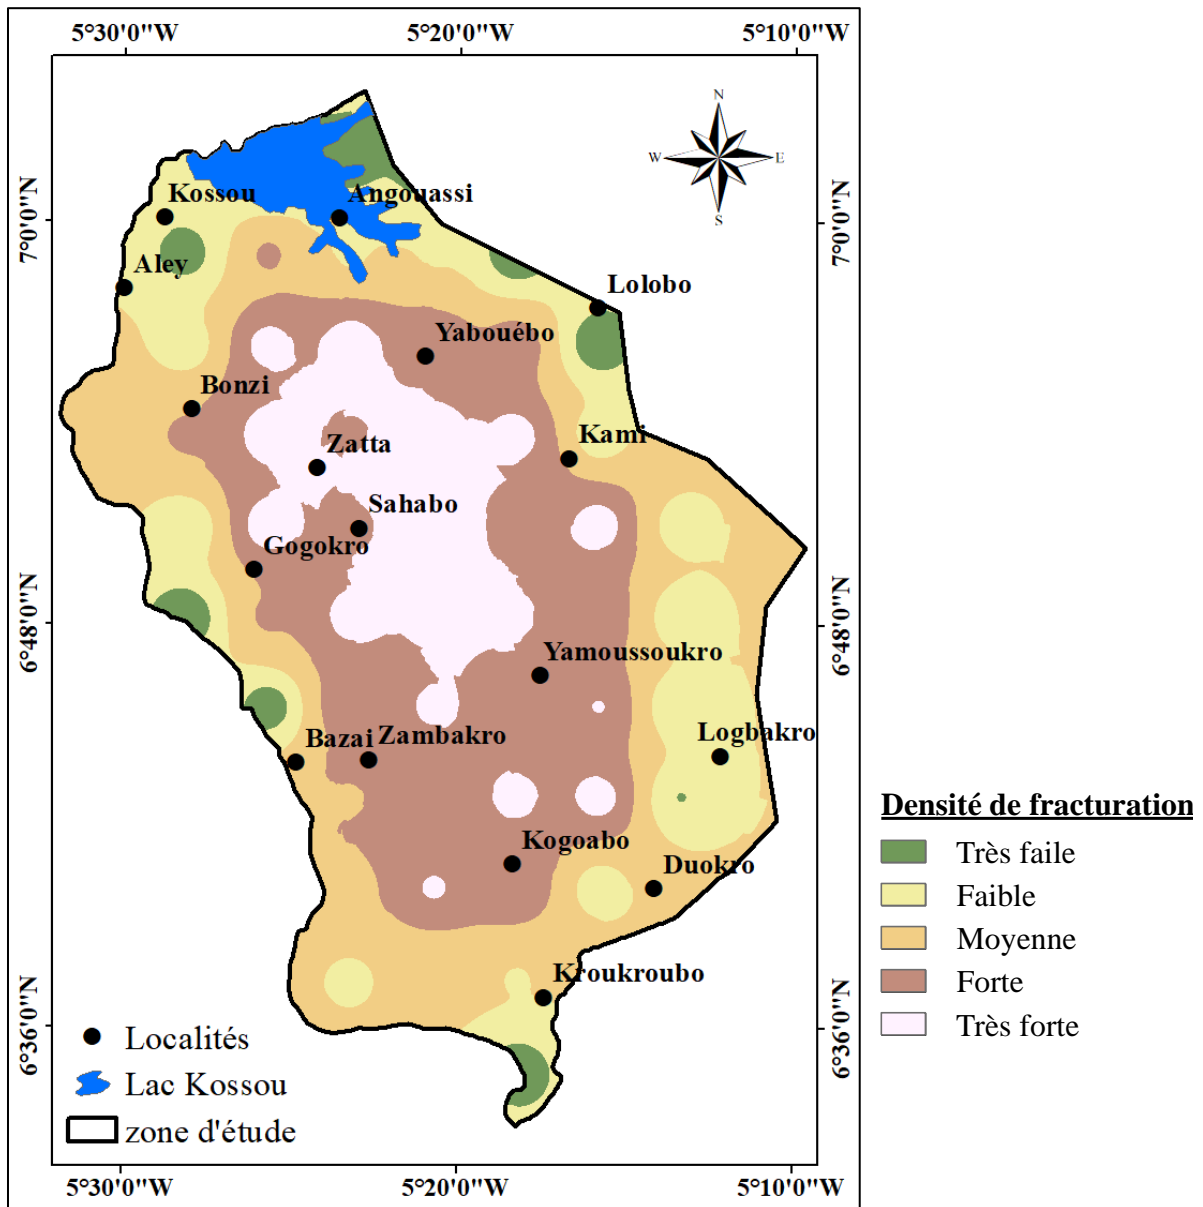 5°30'0"W 5°20'0"W 5°10'0"W
N
W E
S
7°0'0"N
7°0'0"N
Kossou
Angouassi
Aley
Lolobo
Yabouébo
Bonzi
Kami
Zatta
Sahabo
Gogokro
6°48'0"N
6°48'0"N
Yamoussoukro
Logbakro
Bazai
Zambakro
Kogoabo
Duokro
Kroukroubo
6°36'0"N
6°36'0"N
Localités
Lac Kossou
zone d'étude
5°30'0"W 5°20'0"W 5°10'0"W
Densité de fracturation
Très faile
Faible
Moyenne
Forte
Très forte